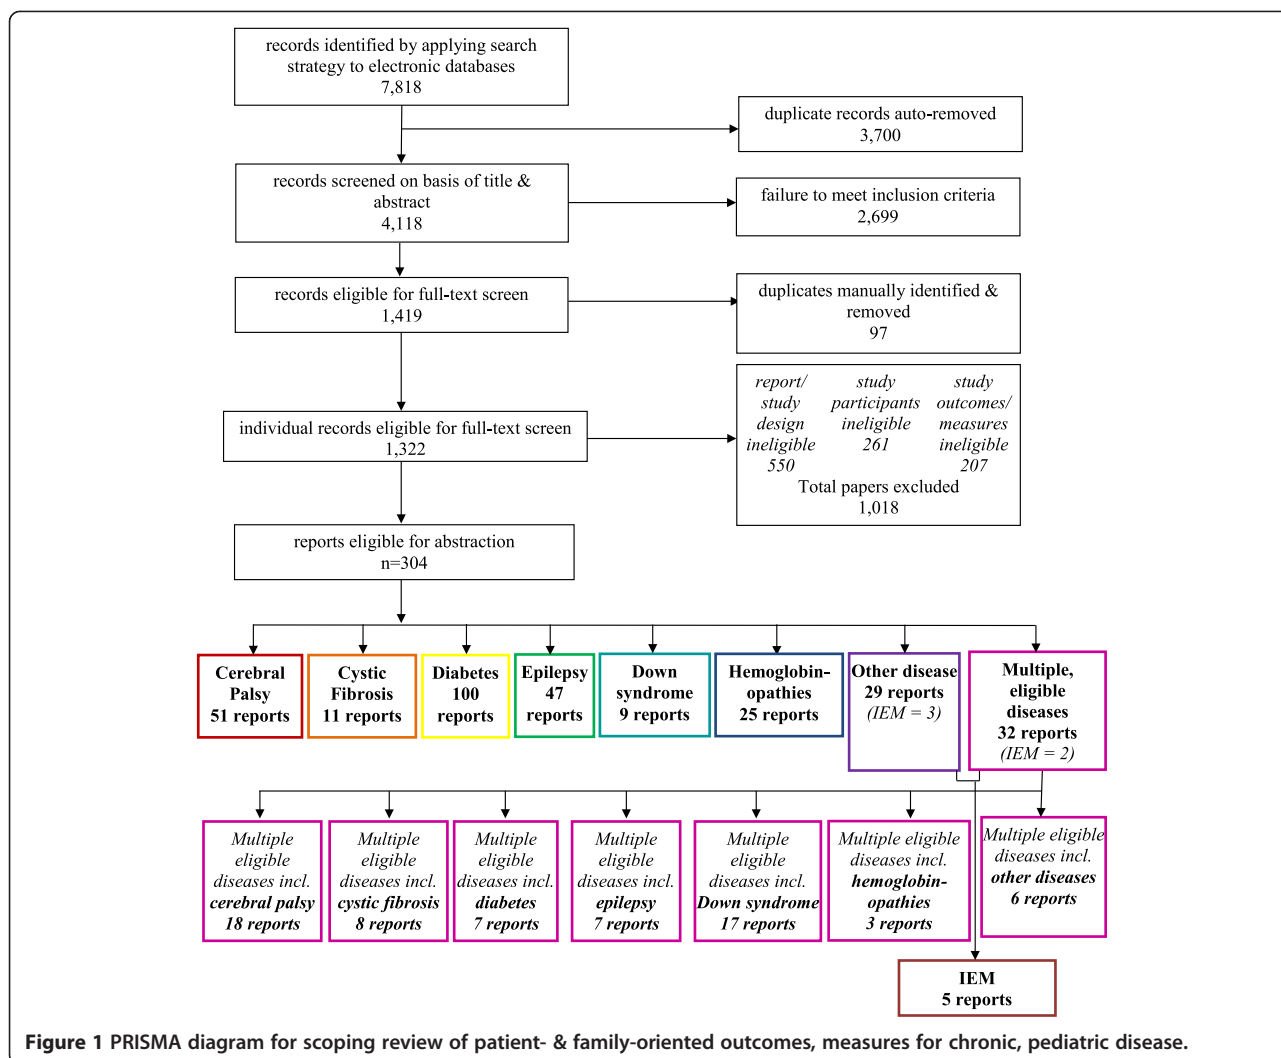 records identified by applying search
strategy to electronic databases
7,818
duplicate records auto-removed
3,700
records screened on basis of title &
abstract
4,118
failure to meet inclusion criteria
2,699
records eligible for full-text screen
1,419
duplicates manually identified &
removed
97
individual records eligible for full-text screen
1,322
report/
study
design
ineligible
550
study
participants
ineligible
261
study
outcomes/
measures
ineligible
207
Total papers excluded
1,018
reports eligible for abstraction
n=304
Cerebral
Palsy
51 reports
Cystic
Fibrosis
11 reports
Diabetes
100
reports
Epilepsy
47
reports
Down
syndrome
9 reports
Hemoglobin-
opathies
25 reports
Other disease
29 reports
(IEM = 3)
Multiple,
eligible
diseases
32 reports
(IEM = 2)
Multiple
eligible
diseases incl.
cerebral palsy
18 reports
Multiple
eligible
diseases incl.
cystic fibrosis
8 reports
Multiple
eligible
diseases incl.
diabetes
7 reports
Multiple
eligible
diseases incl.
epilepsy
7 reports
Multiple
eligible
diseases incl.
Down syndrome
17 reports
Multiple eligible
diseases incl.
hemoglobin-
opathies
3 reports
Multiple eligible
diseases incl.
other diseases
6 reports
IEM
5 reports
Figure 1 PRISMA diagram for scoping review of patient- & family-oriented outcomes, measures for chronic, pediatric disease.